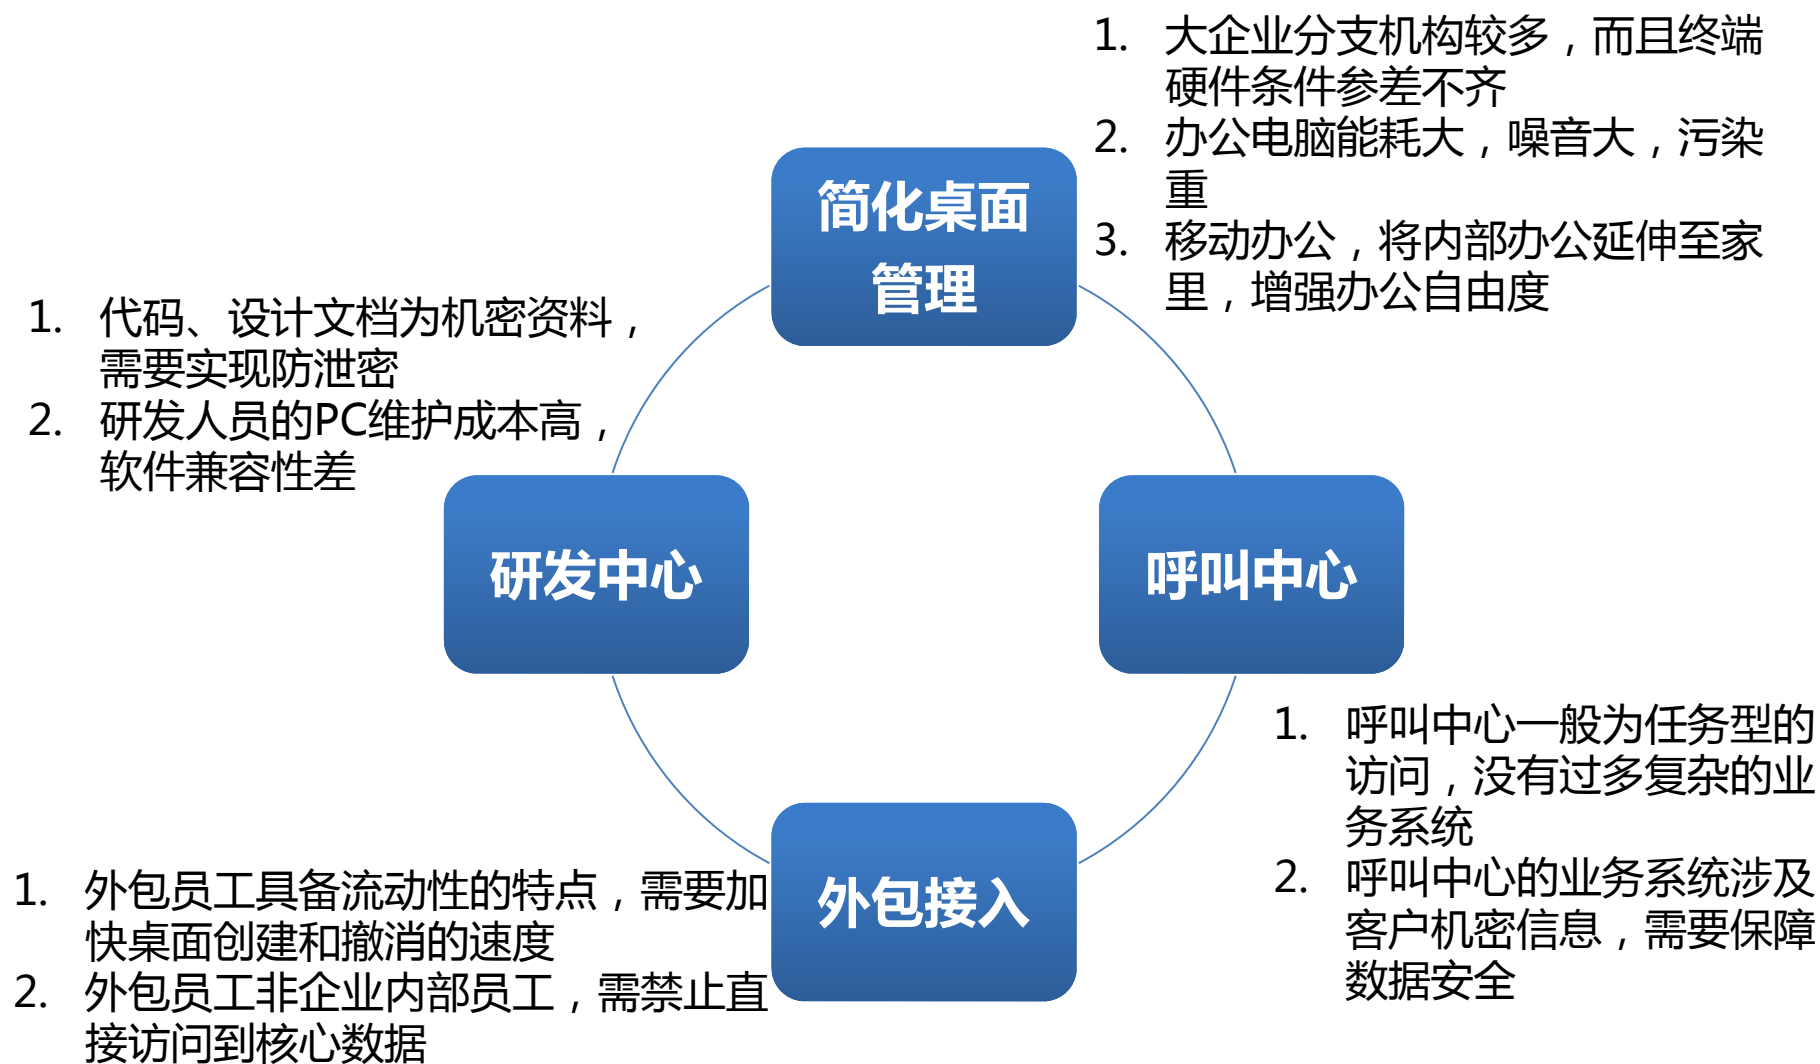 1. 大企业分支机构较多，而且终端
硬件条件参差不齐
2. 办公电脑能耗大，噪音大，污染
重
3. 移动办公，将内部办公延伸至家
里，增强办公自由度
简化桌面
管理
1. 代码、设计文档为机密资料，
需要实现防泄密
2. 研发人员的PC维护成本高，
软件兼容性差
研发中心
呼叫中心
1. 呼叫中心一般为任务型的
访问，没有过多复杂的业
务系统
2. 呼叫中心的业务系统涉及
客户机密信息，需要保障
数据安全
外包接入
1. 外包员工具备流动性的特点，需要加
快桌面创建和撤消的速度
2. 外包员工非企业内部员工，需禁止直
接访问到核心数据